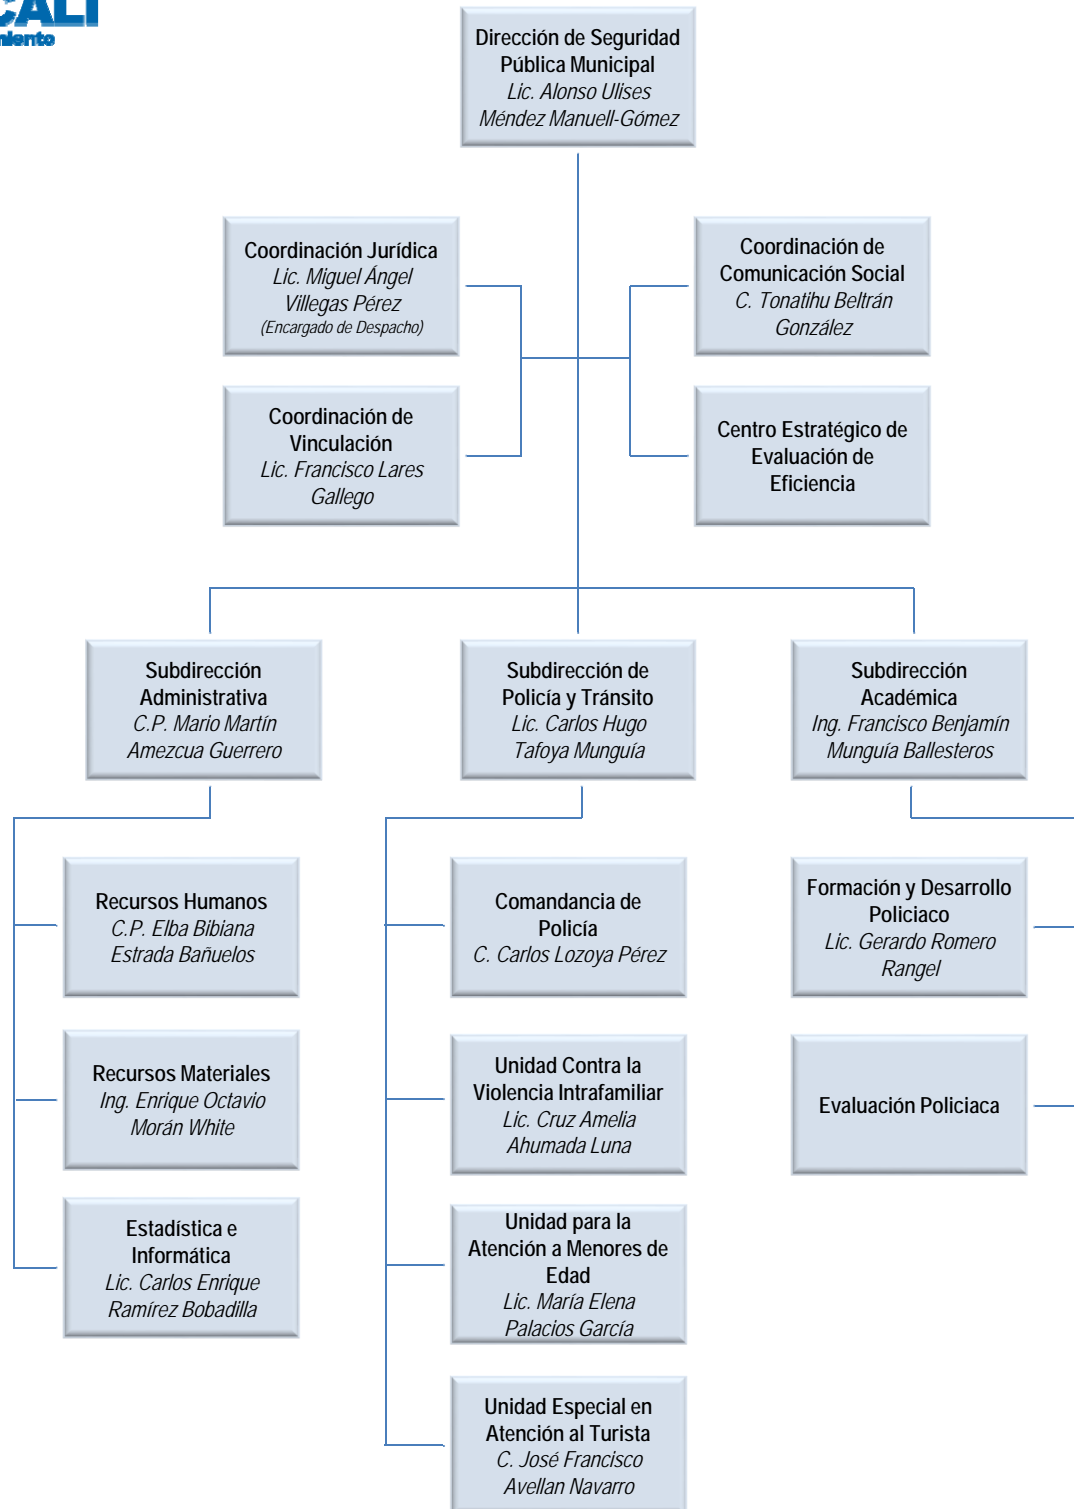 CALI
miento
Dirección de Seguridad
Pública Municipal
Lic. Alonso Ulises
Méndez Manuell-Gómez
Coordinación Jurídica
Lic. Miguel Ángel
Villegas Pérez
(Encargado de Despacho)
Coordinación de
Comunicación Social
C. Tonatihu Beltrán
González
Coordinación de
Vinculación
Lic. Francisco Lares
Gallego
Centro Estratégico de
Evaluación de
Eficiencia
Subdirección
Administrativa
C.P. Mario Martín
Amezcua Guerrero
Subdirección de
Policía y Tránsito
Lic. Carlos Hugo
Tafoya Munguía
Subdirección
Académica
Ing. Francisco Benjamín
Munguía Ballesteros
Recursos Humanos
C.P. Elba Bibiana
Estrada Bañuelos
Comandancia de
Policía
C. Carlos Lozoya Pérez
Formación y Desarrollo
Policiaco
Lic. Gerardo Romero
Rangel
Recursos Materiales
Ing. Enrique Octavio
Morán White
Unidad Contra la
Violencia Intrafamiliar
Lic. Cruz Amelia
Ahumada Luna
Evaluación Policiaca
Estadística e
Informática
Lic. Carlos Enrique
Ramírez Bobadilla
Unidad para la
Atención a Menores de
Edad
Lic. María Elena
Palacios García
Unidad Especial en
Atención al Turista
C. José Francisco
Avellan Navarro